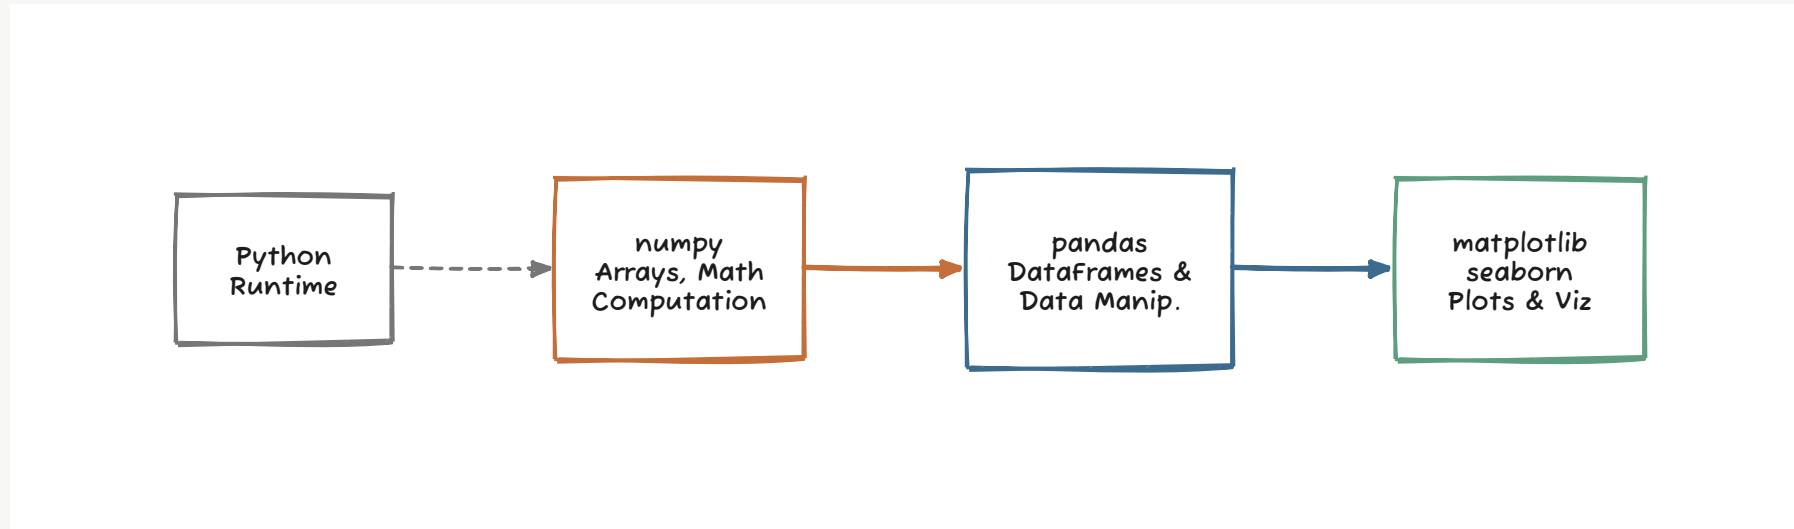 Python
Runtime
numpy
Arrays, Math
Computation
pandas
DataFrames &
Data Manip.
matplotlib
seaborn
Plots & Viz